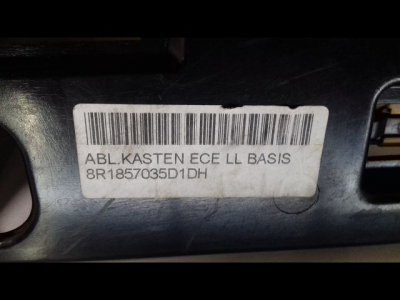 ABL.KASTEN ECE LL BASIS
8R1857035D1DH